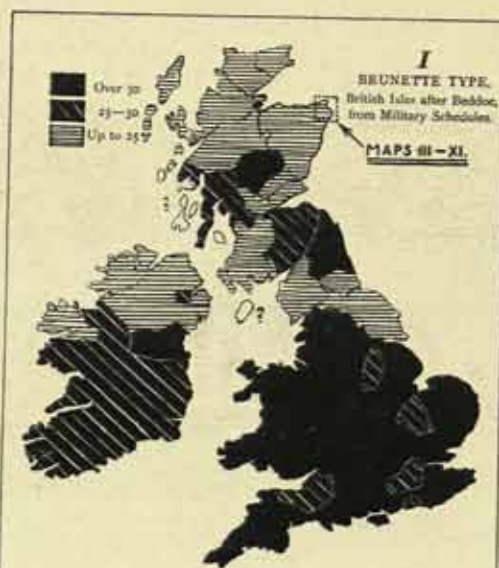 I
BRUNETTE TYPE,
British Isles after Beddoe,
from Military Schedules.
MAPS III–XI.
Over 30
25—30
Up to 25
?
?
?